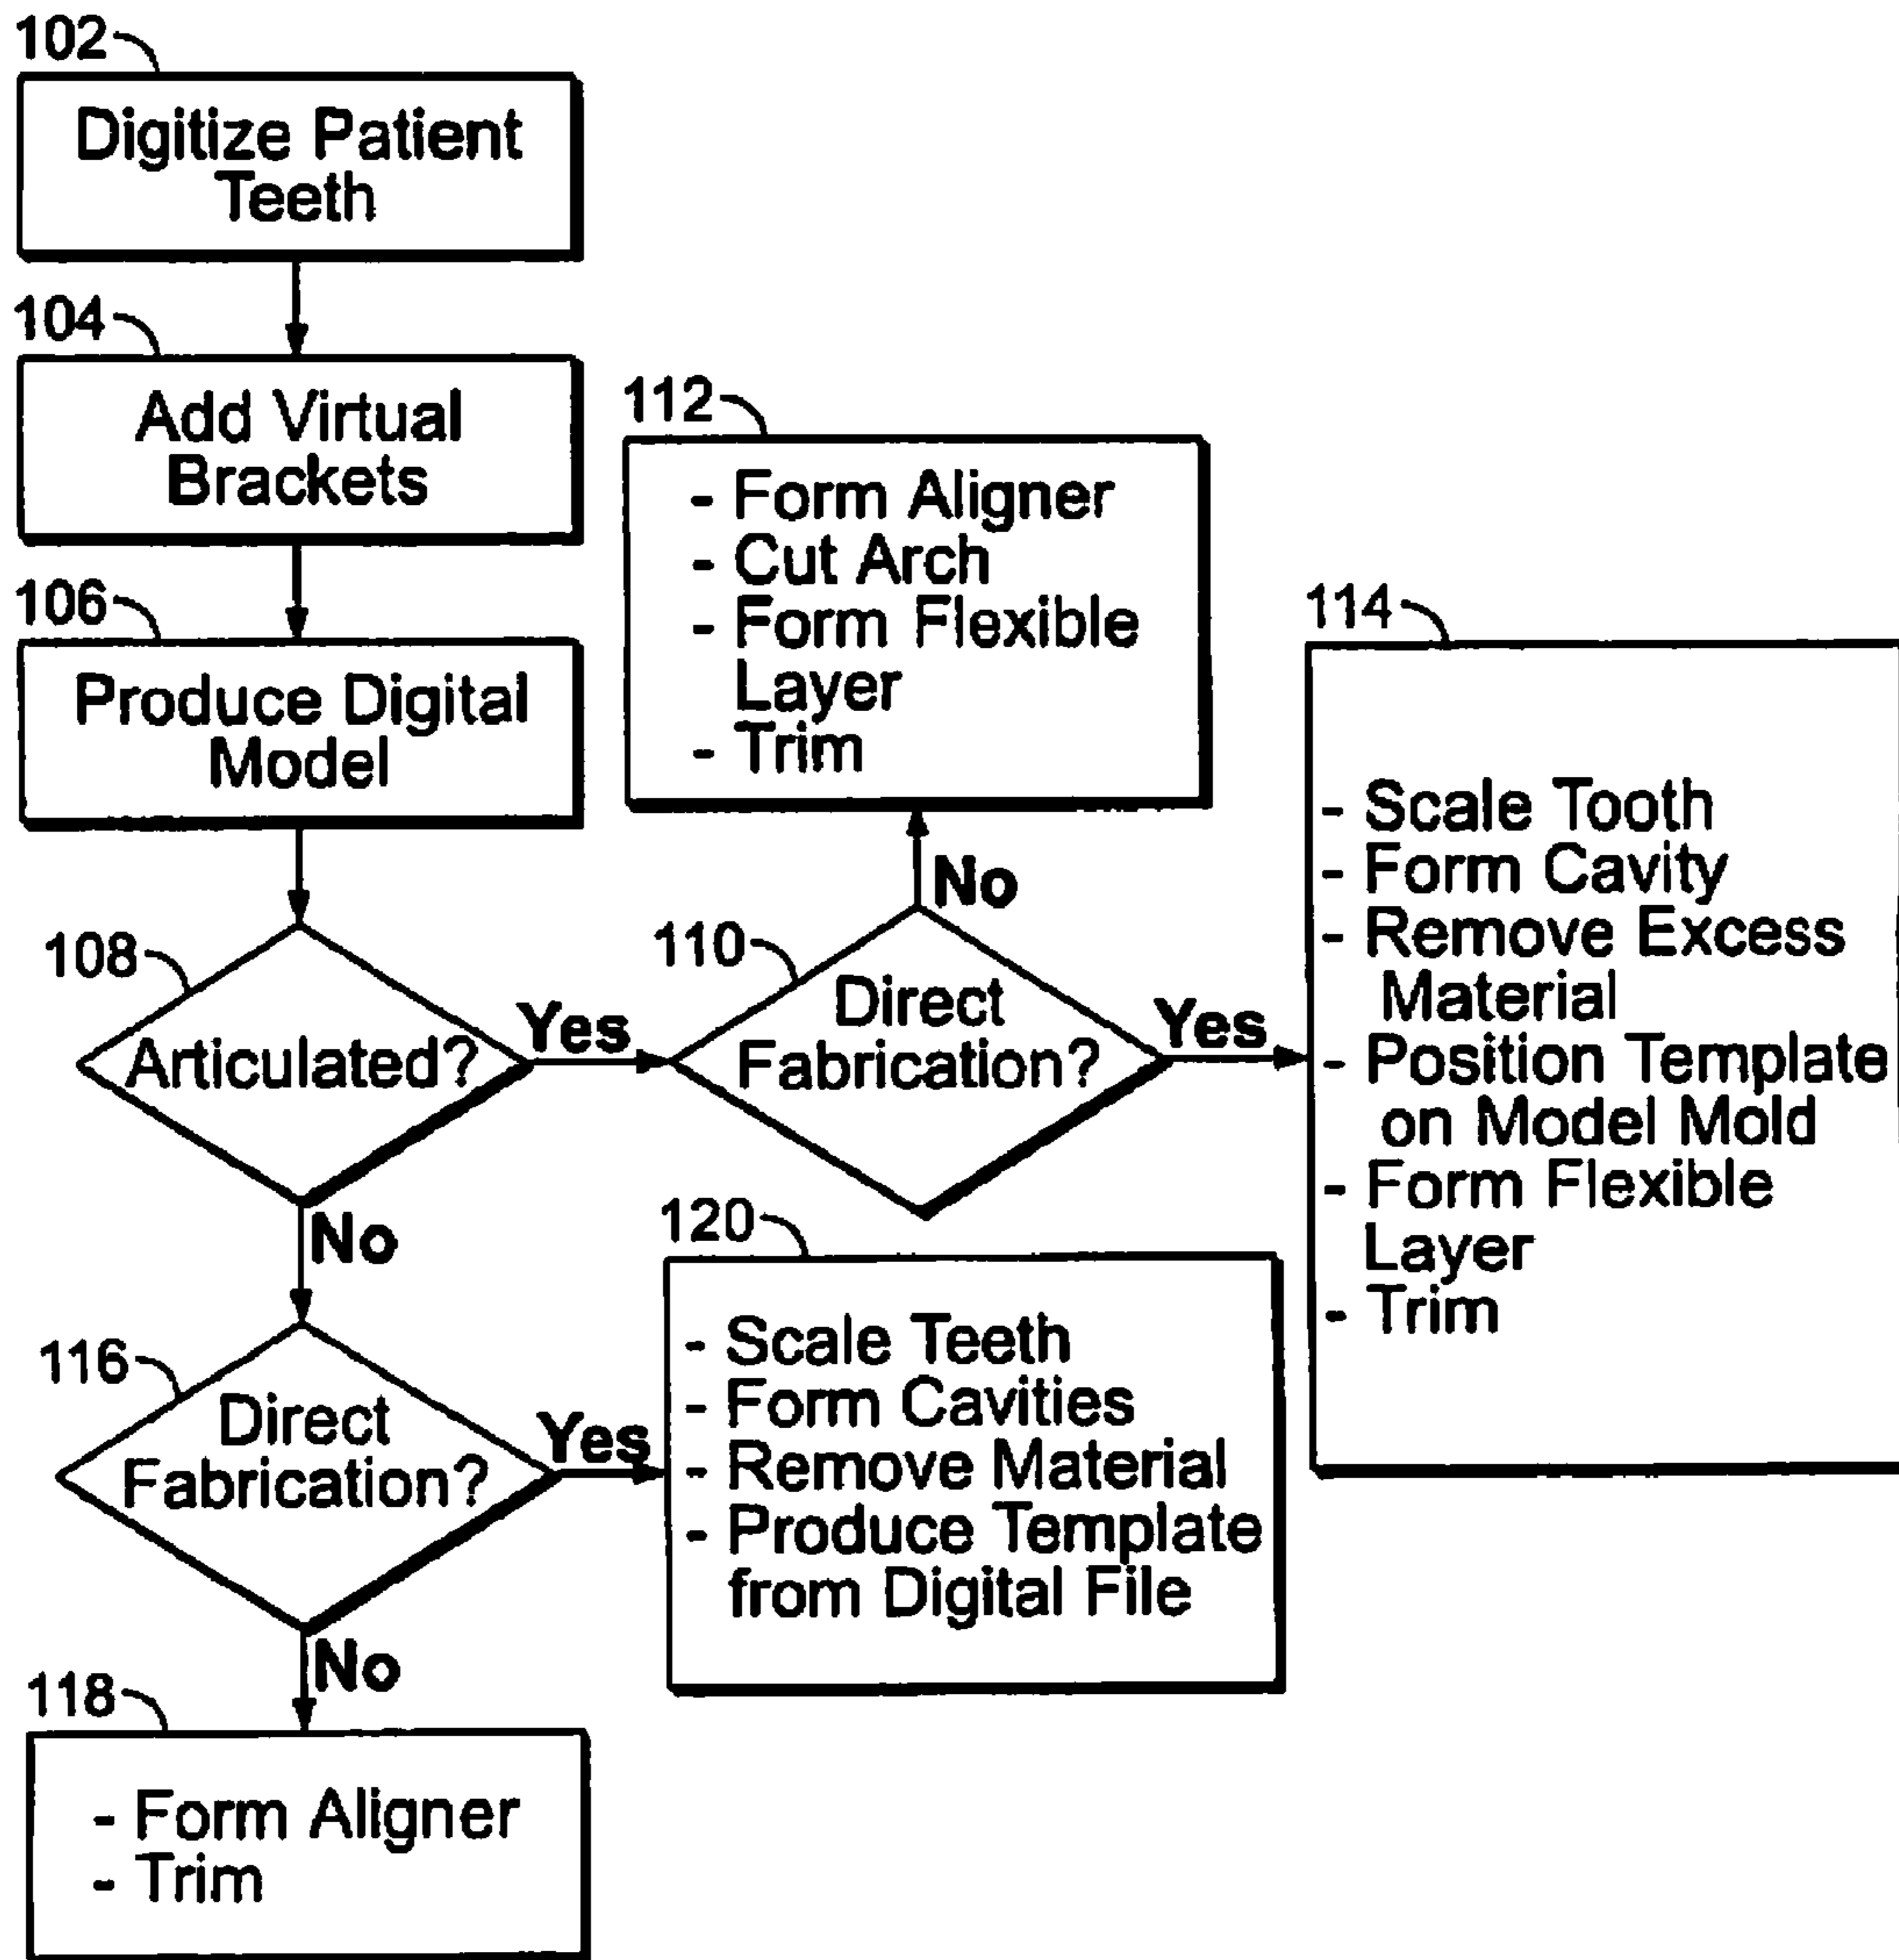 102
Digitize Patient
Teeth
104
Add Virtual
Brackets
106
Produce Digital
Model
108
Articulated?
Yes
No
110
Direct
Fabrication?
No
Yes
112
- Form Aligner
- Cut Arch
- Form Flexible
Layer
- Trim
114
- Scale Tooth
- Form Cavity
- Remove Excess
Material
- Position Template
on Model Mold
- Form Flexible
Layer
- Trim
116
Direct
Fabrication?
Yes
No
120
- Scale Teeth
- Form Cavities
- Remove Material
- Produce Template
from Digital File
118
- Form Aligner
- Trim